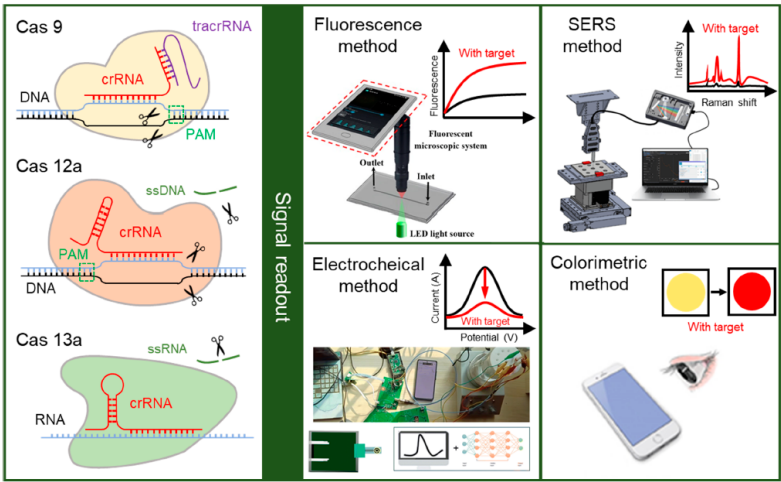 Cas 9
tracrRNA
crRNA
DNA
PAM
Cas 12a
ssDNA
PAM
crRNA
DNA
Cas 13a
ssRNA
crRNA
RNA
Signal readout
Fluorescence
method
Fluorescence
With target
Fluorescent
microscopic system
Outlet
Inlet
LED light source
SERS
method
Intensity
With target
Raman shift
Electrocheical
method
Current (A)
With target
Potential (V)
+
Colorimetric
method
With target